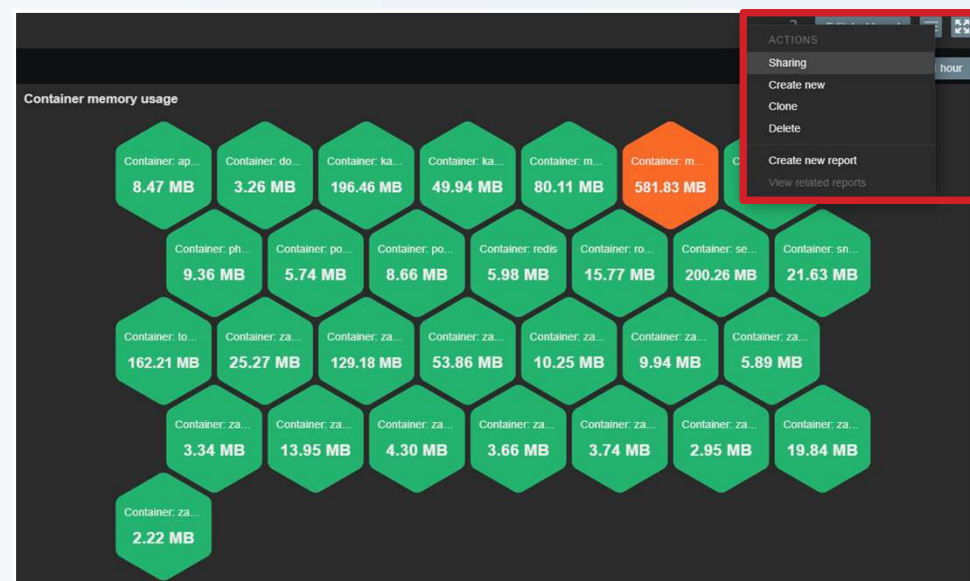 ACTIONS
Sharing
hour
Create new
Container memory usage
Clone
Delete
Create new report
View related reports
Container: ap...
8.47 MB
Container: do...
3.26 MB
Container: ka...
196.46 MB
Container: ka...
49.94 MB
Container: m...
80.11 MB
Container: m...
581.83 MB
Container: ph...
9.36 MB
Container: po...
5.74 MB
Container: po...
8.66 MB
Container: redis
5.98 MB
Container: ro...
15.77 MB
Container: se...
200.26 MB
Container: sn...
21.63 MB
Container: to...
162.21 MB
Container: za...
25.27 MB
Container: za...
129.18 MB
Container: za...
53.86 MB
Container: za...
10.25 MB
Container: za...
9.94 MB
Container: za...
5.89 MB
Container: za...
3.34 MB
Container: za...
13.95 MB
Container: za...
4.30 MB
Container: za...
3.66 MB
Container: za...
3.74 MB
Container: za...
2.95 MB
Container: za...
19.84 MB
Container: za...
2.22 MB